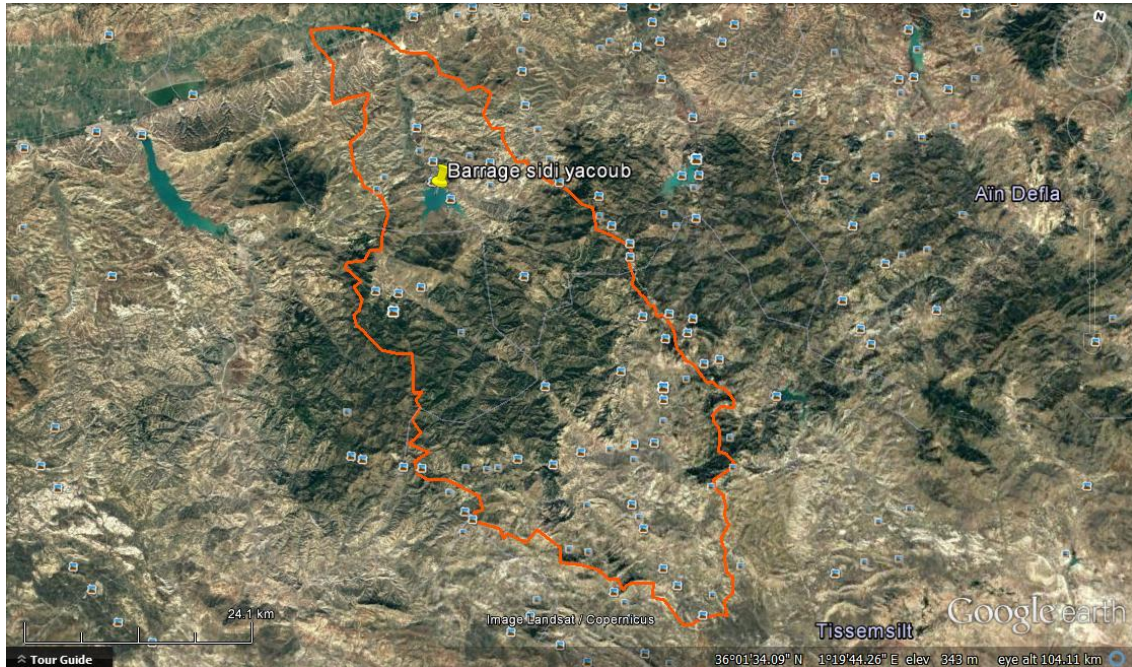 N
Barrage sidi yacoub
Aïn Defla
24.1 km
Image Landsat / Copernicus
Google earth
Tissemsilt
Tour Guide
36°01'34.09" N 1°19'44.26" E elev 343 m eye alt 104.11 km